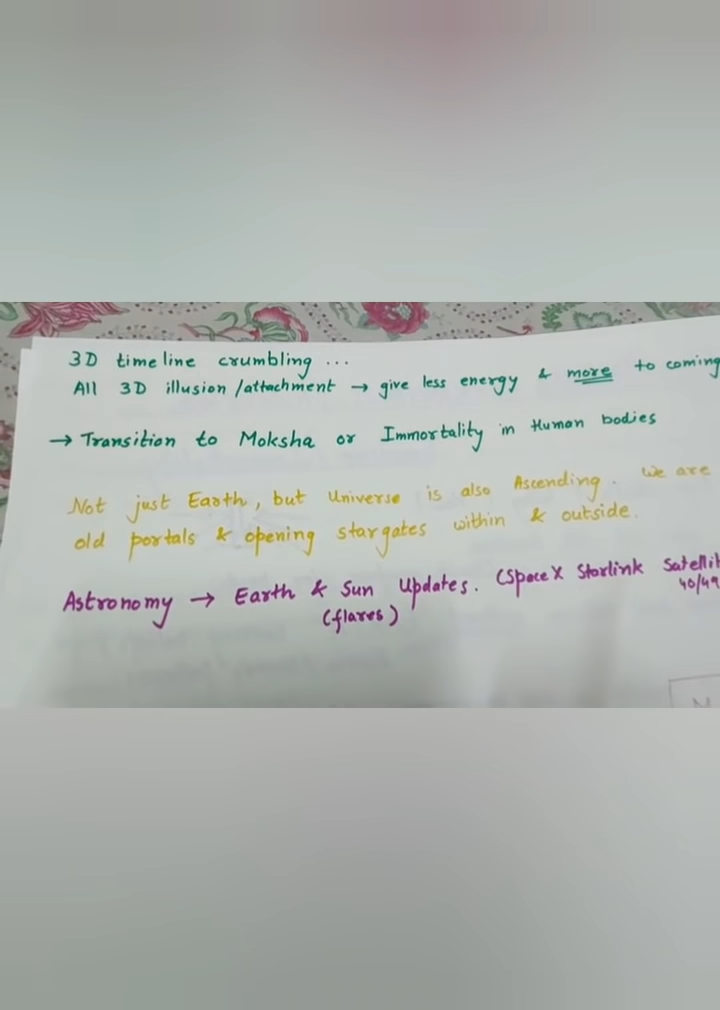 3D timeline crumbling ...
All 3D illusion/attachment → give less energy & more to coming
→ Transition to Moksha or Immortality in Human bodies
Not just Earth, but Universe is also Ascending. We are
old portals & opening stargates within & outside.
Astronomy → Earth & Sun Updates. (SpaceX Starlink Satellit
(flares)
40/49